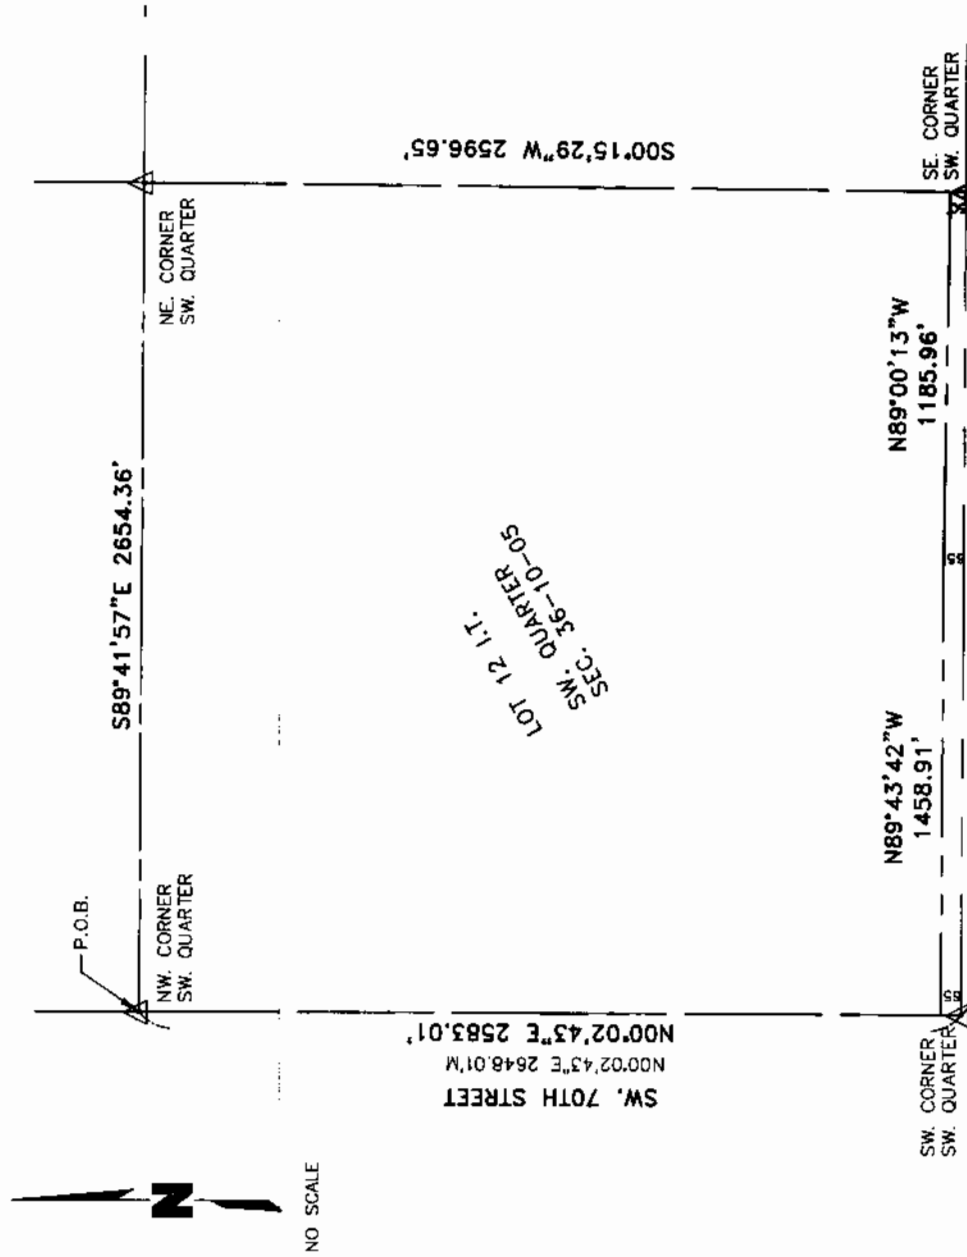 P.O.B.
S89°41'57"E 2654.36'
NW. CORNER
SW. QUARTER
NE. CORNER
SW. QUARTER
S00°15'29"W 2596.65'
LOT 12 I.T.
SW. QUARTER
SEC. 36-10-05
N00°02'43"E 2583.01'
N00°02'43"E 2648.01'M
SW. 70TH STREET
N
NO SCALE
N89°43'42"W
1458.91'
N89°00'13"W
1185.96'
SW. CORNER
SW. QUARTER
SE. CORNER
SW. QUARTER